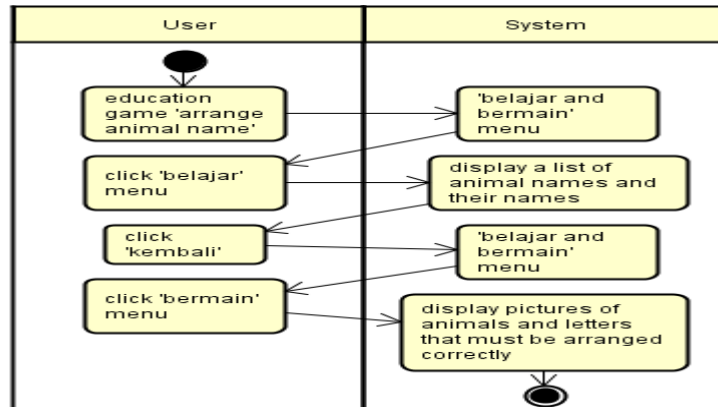 User
System
education
game 'arrange
animal name'
'belajar and
bermain'
menu
click 'belajar'
menu
display a list of
animal names and
their names
click
'kembali'
'belajar and
bermain'
menu
click 'bermain'
menu
display pictures of
animals and letters
that must be arranged
correctly